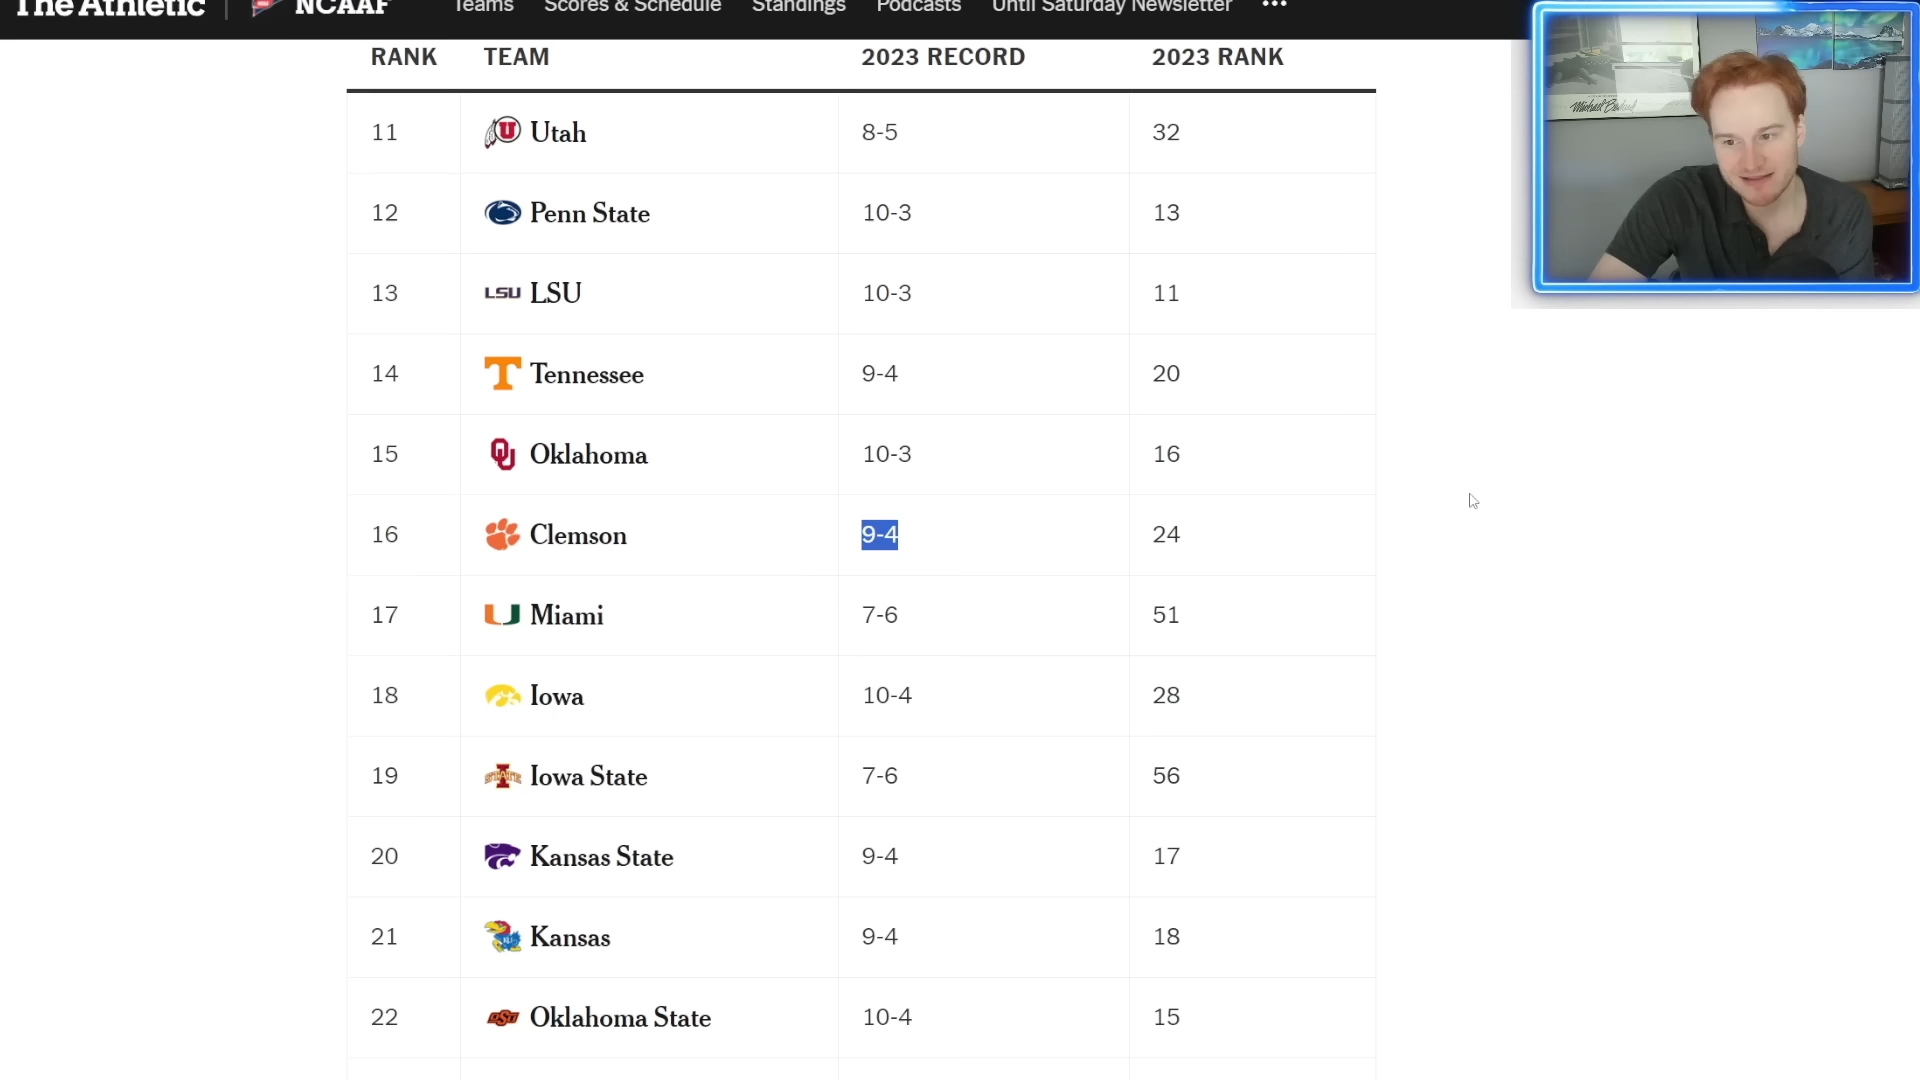 The Athletic NCAAF Teams Scores & Schedule Standings Podcasts Until Saturday Newsletter •••
RANK TEAM 2023 RECORD 2023 RANK
11 Utah 8-5 32
12 Penn State 10-3 13
13 LSU LSU 10-3 11
14 T Tennessee 9-4 20
15 OU Oklahoma 10-3 16
16 Clemson 9-4 24
17 Miami 7-6 51
18 Iowa 10-4 28
19 STATE Iowa State 7-6 56
20 Kansas State 9-4 17
21 Kansas 9-4 18
22 OSU Oklahoma State 10-4 15